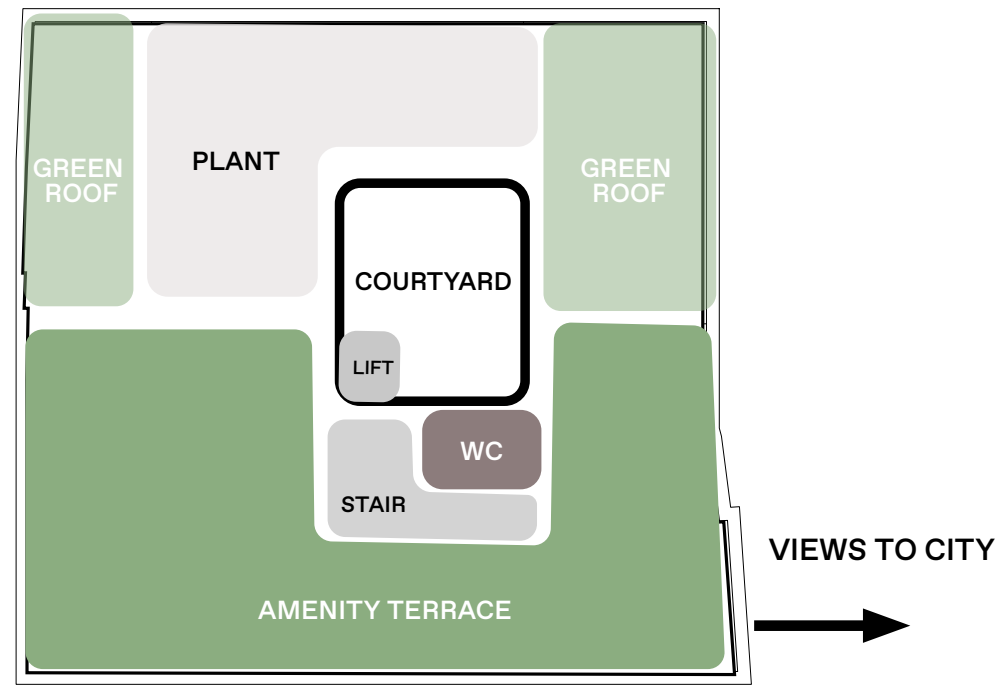 PLANT
GREEN
ROOF
GREEN
ROOF
COURTYARD
LIFT
WC
STAIR
VIEWS TO CITY
AMENITY TERRACE